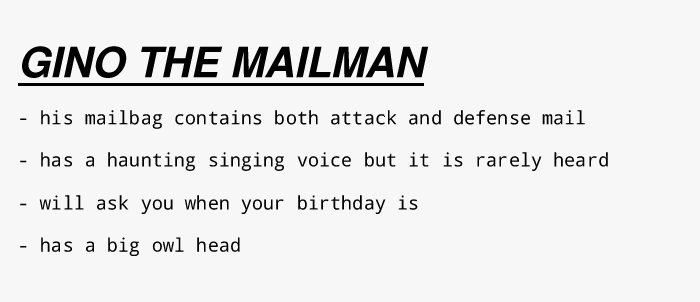 GINO THE MAILMAN
- his mailbag contains both attack and defense mail
- has a haunting singing voice but it is rarely heard
- will ask you when your birthday is
- has a big owl head